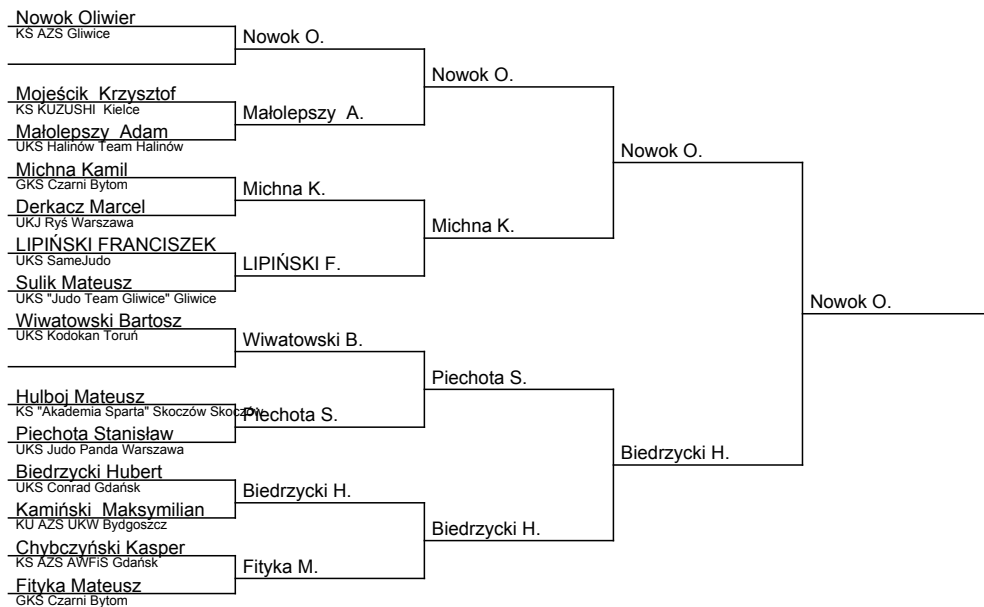 Nowok Oliwier
KS AZS Gliwice
Mojeścik  Krzysztof
KS KUZUSHI  Kielce
Małolepszy  Adam
UKS Halinów Team Halinów
Michna Kamil
GKS Czarni Bytom
Derkacz Marcel
UKJ Ryś Warszawa
LIPIŃSKI FRANCISZEK
UKS SameJudo
Sulik Mateusz
UKS "Judo Team Gliwice" Gliwice
Wiwatowski Bartosz
UKS Kodokan Toruń
Hulboj Mateusz
KS "Akademia Sparta" Skoczów Skoczów
Piechota Stanisław
UKS Judo Panda Warszawa
Biedrzycki Hubert
UKS Conrad Gdańsk
Kamiński  Maksymilian
KU AZS UKW Bydgoszcz
Chybczyński Kasper
KS AZS AWFiS Gdańsk
Fityka Mateusz
GKS Czarni Bytom
Nowok O.
Małolepszy  A.
Michna K.
LIPIŃSKI F.
Wiwatowski B.
Piechota S.
Biedrzycki H.
Fityka M.
Nowok O.
Michna K.
Piechota S.
Biedrzycki H.
Nowok O.
Biedrzycki H.
Nowok O.